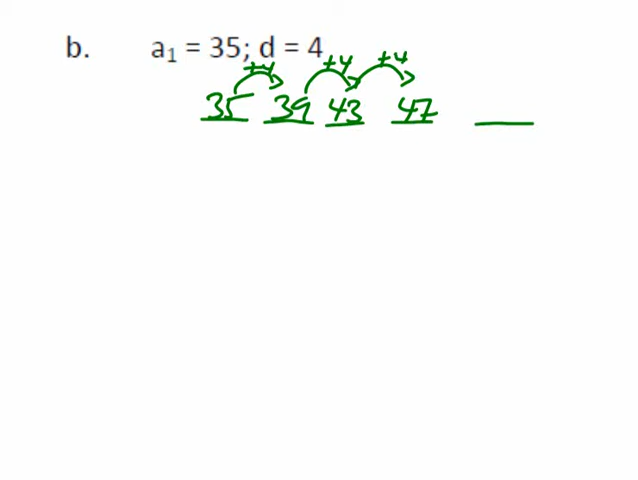 b. a₁ = 35; d = 4
+4 +4 +4
35 39 43 47